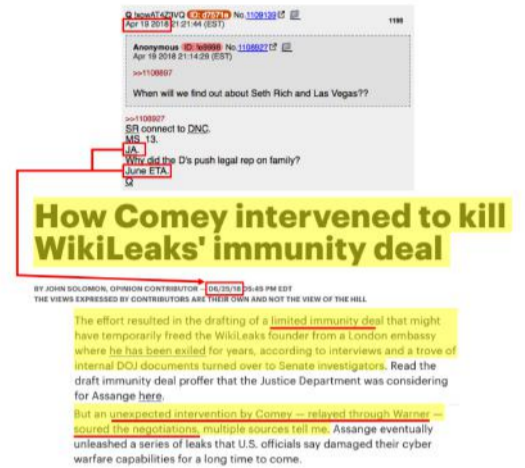 Q !xowAT4Z3VQ ID: d7571a No.1109139
Apr 19 2018 21:21:44 (EST)
1198
Anonymous ID: No.1108927
Apr 19 2018 21:14:29 (EST)
>>1108897
When will we find out about Seth Rich and Las Vegas??
>>1108927
SR connect to DNC.
MS_13.
JA.
Why did the D's push legal rep on family?
June ETA.
Q
How Comey intervened to kill
WikiLeaks' immunity deal
BY JOHN SOLOMON, OPINION CONTRIBUTOR — 06/25/18 05:45 PM EDT
THE VIEWS EXPRESSED BY CONTRIBUTORS ARE THEIR OWN AND NOT THE VIEW OF THE HILL
The effort resulted in the drafting of a limited immunity deal that might
have temporarily freed the WikiLeaks founder from a London embassy
where he has been exiled for years, according to interviews and a trove of
internal DOJ documents turned over to Senate investigators. Read the
draft immunity deal proffer that the Justice Department was considering
for Assange here.
But an unexpected intervention by Comey — relayed through Warner —
soured the negotiations, multiple sources tell me. Assange eventually
unleashed a series of leaks that U.S. officials say damaged their cyber
warfare capabilities for a long time to come.